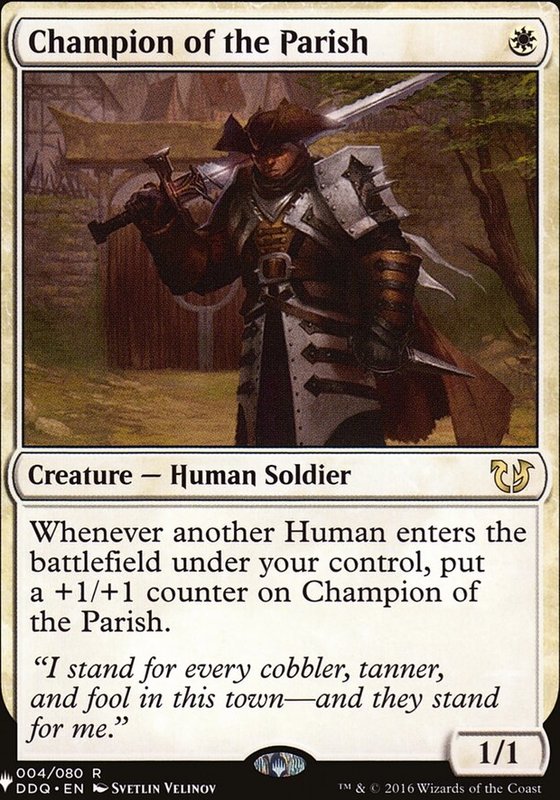 Champion of the Parish
Creature — Human Soldier
Whenever another Human enters the
battlefield under your control, put
a +1/+1 counter on Champion of
the Parish.
“I stand for every cobbler, tanner,
and fool in this town—and they stand
for me.”
1/1
004/080 R
DDQ • EN Svetlin Velinov
™ & © 2016 Wizards of the Coast